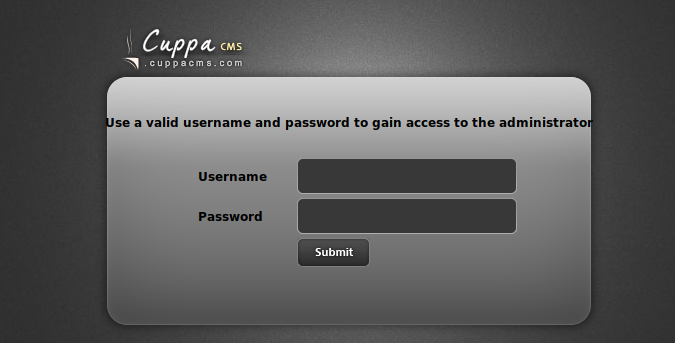 Cuppa CMS
.cuppacms.com
Use a valid username and password to gain access to the administrator
Username
Password
Submit